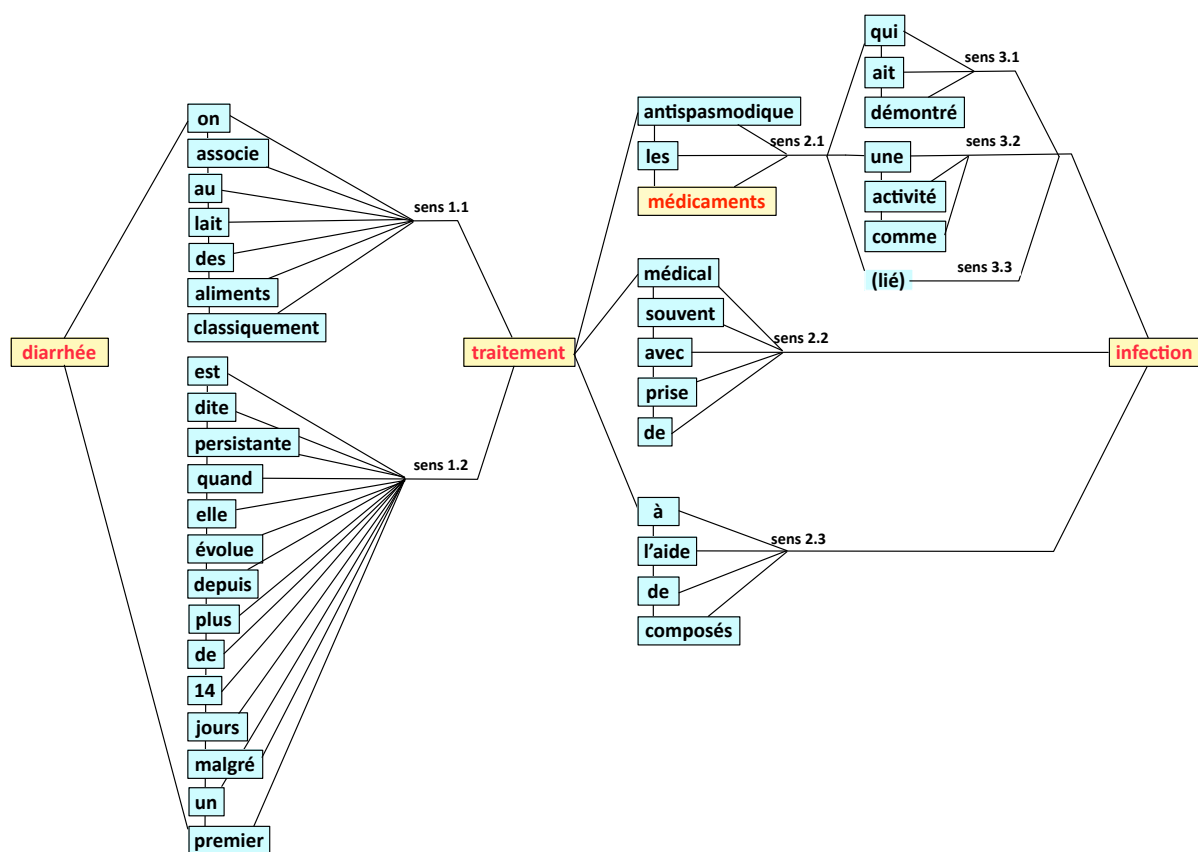 diarrhée
on
associe
au
lait
des
aliments
classiquement
sens 1.1
est
dite
persistante
quand
elle
évolue
depuis
plus
de
14
jours
malgré
un
premier
sens 1.2
traitement
antispasmodique
les
médicaments
sens 2.1
qui
ait
démontré
sens 3.1
une
activité
comme
sens 3.2
(lié)
sens 3.3
médical
souvent
avec
prise
de
sens 2.2
à
l’aide
de
composés
sens 2.3
infection